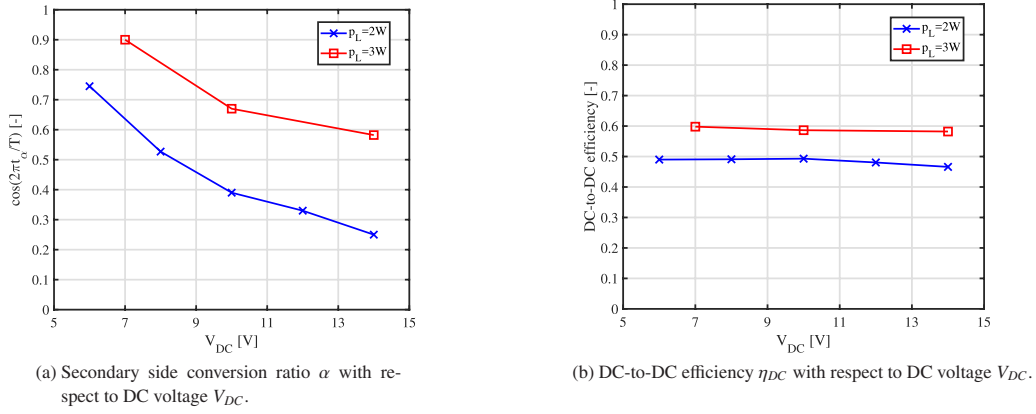 cos(2πt_α/T) [-]
1
0.9
0.8
0.7
0.6
0.5
0.4
0.3
0.2
0.1
0
5 7 9 11 13 15
V_DC [V]
p_L=2W
p_L=3W
(a) Secondary side conversion ratio α with re-
spect to DC voltage V_DC.
DC-to-DC efficiency [-]
1
0.9
0.8
0.7
0.6
0.5
0.4
0.3
0.2
0.1
0
5 7 9 11 13 15
V_DC [V]
p_L=2W
p_L=3W
(b) DC-to-DC efficiency η_DC with respect to DC voltage V_DC.